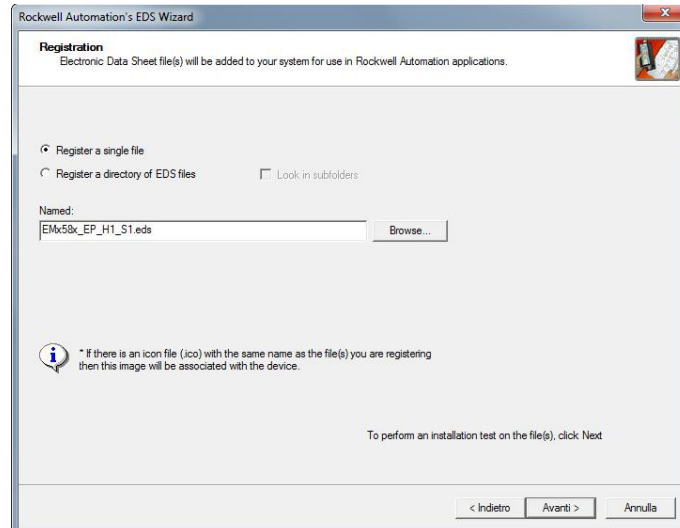 Rockwell Automation's EDS Wizard
Registration
Electronic Data Sheet file(s) will be added to your system for use in Rockwell Automation applications.
Register a single file
Register a directory of EDS files
Look in subfolders
Named:
EMx58x_EP_H1_S1.eds
Browse...
* If there is an icon file (.ico) with the same name as the file(s) you are registering
then this image will be associated with the device.
To perform an installation test on the file(s), click Next
< Indietro
Avanti >
Annulla